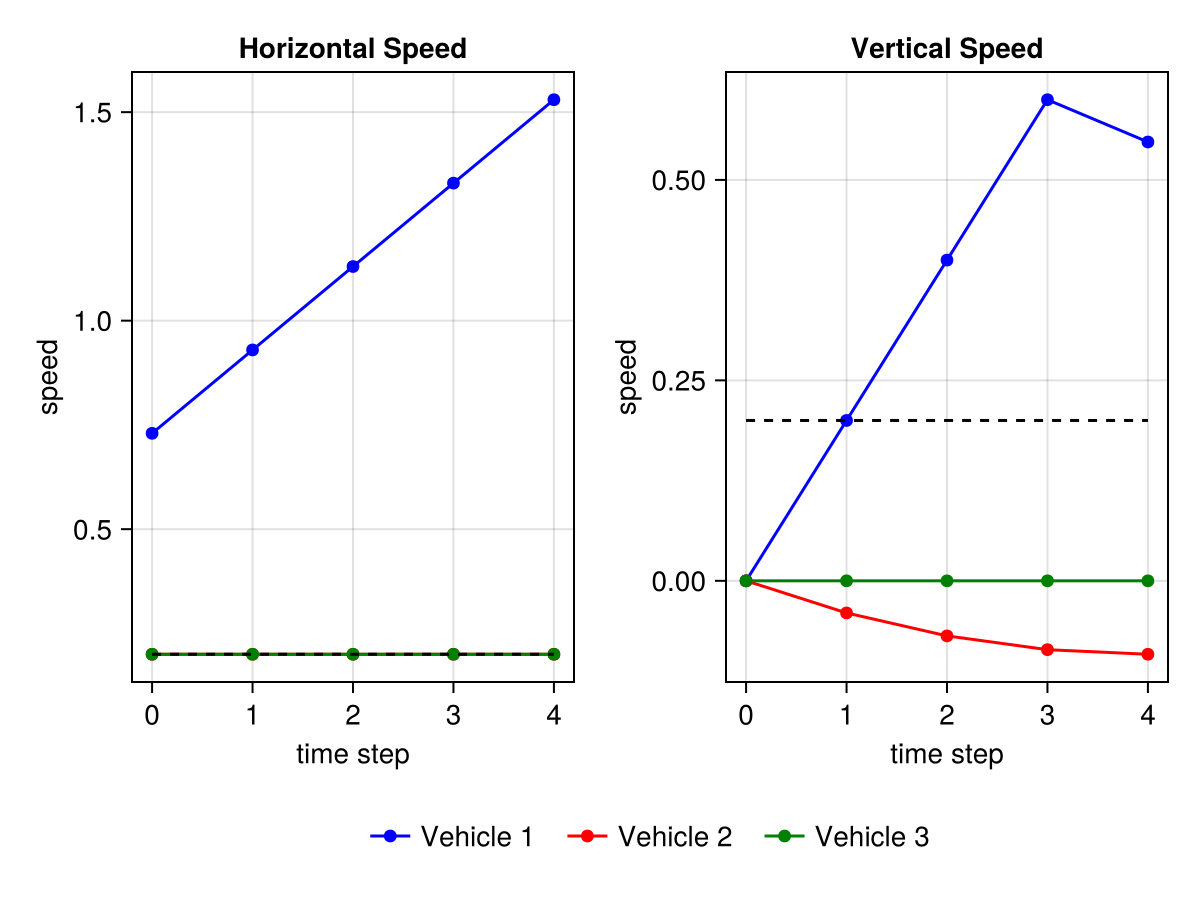 Horizontal Speed
Vertical Speed
speed
1.5
1.0
0.5
0
1
2
3
4
time step
speed
0.50
0.25
0.00
0
1
2
3
4
time step
Vehicle 1
Vehicle 2
Vehicle 3